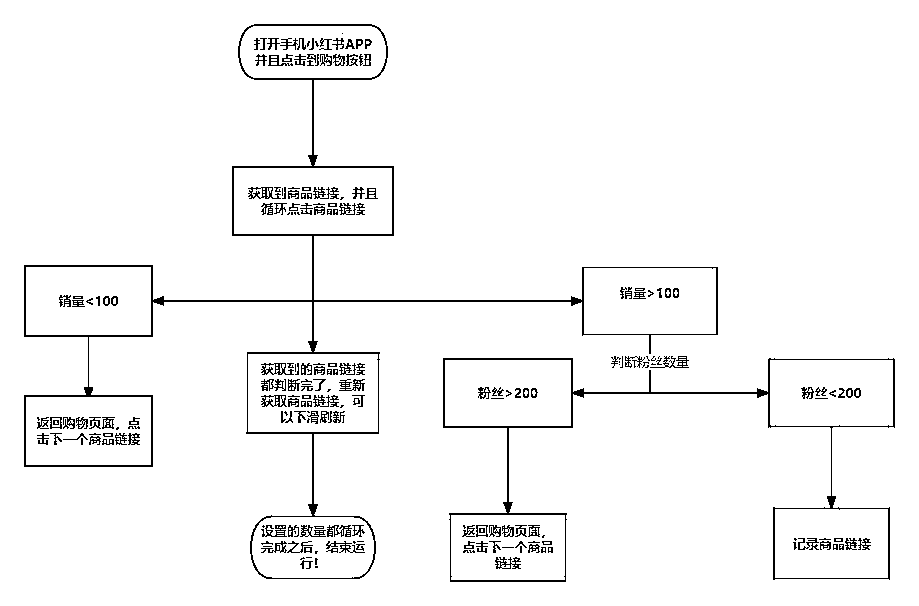 打开手机小红书APP
并且点击到购物按钮
获取到商品链接，并且
循环点击商品链接
销量<100
销量>100
判断粉丝数量
获取到的商品链接
都判断完了，重新
获取商品链接，可
以下滑刷新
粉丝>200
粉丝<200
返回购物页面，点
击下一个商品链接
设置的数量都循环
完成之后，结束运
行！
返回购物页面，
点击下一个商品
链接
记录商品链接